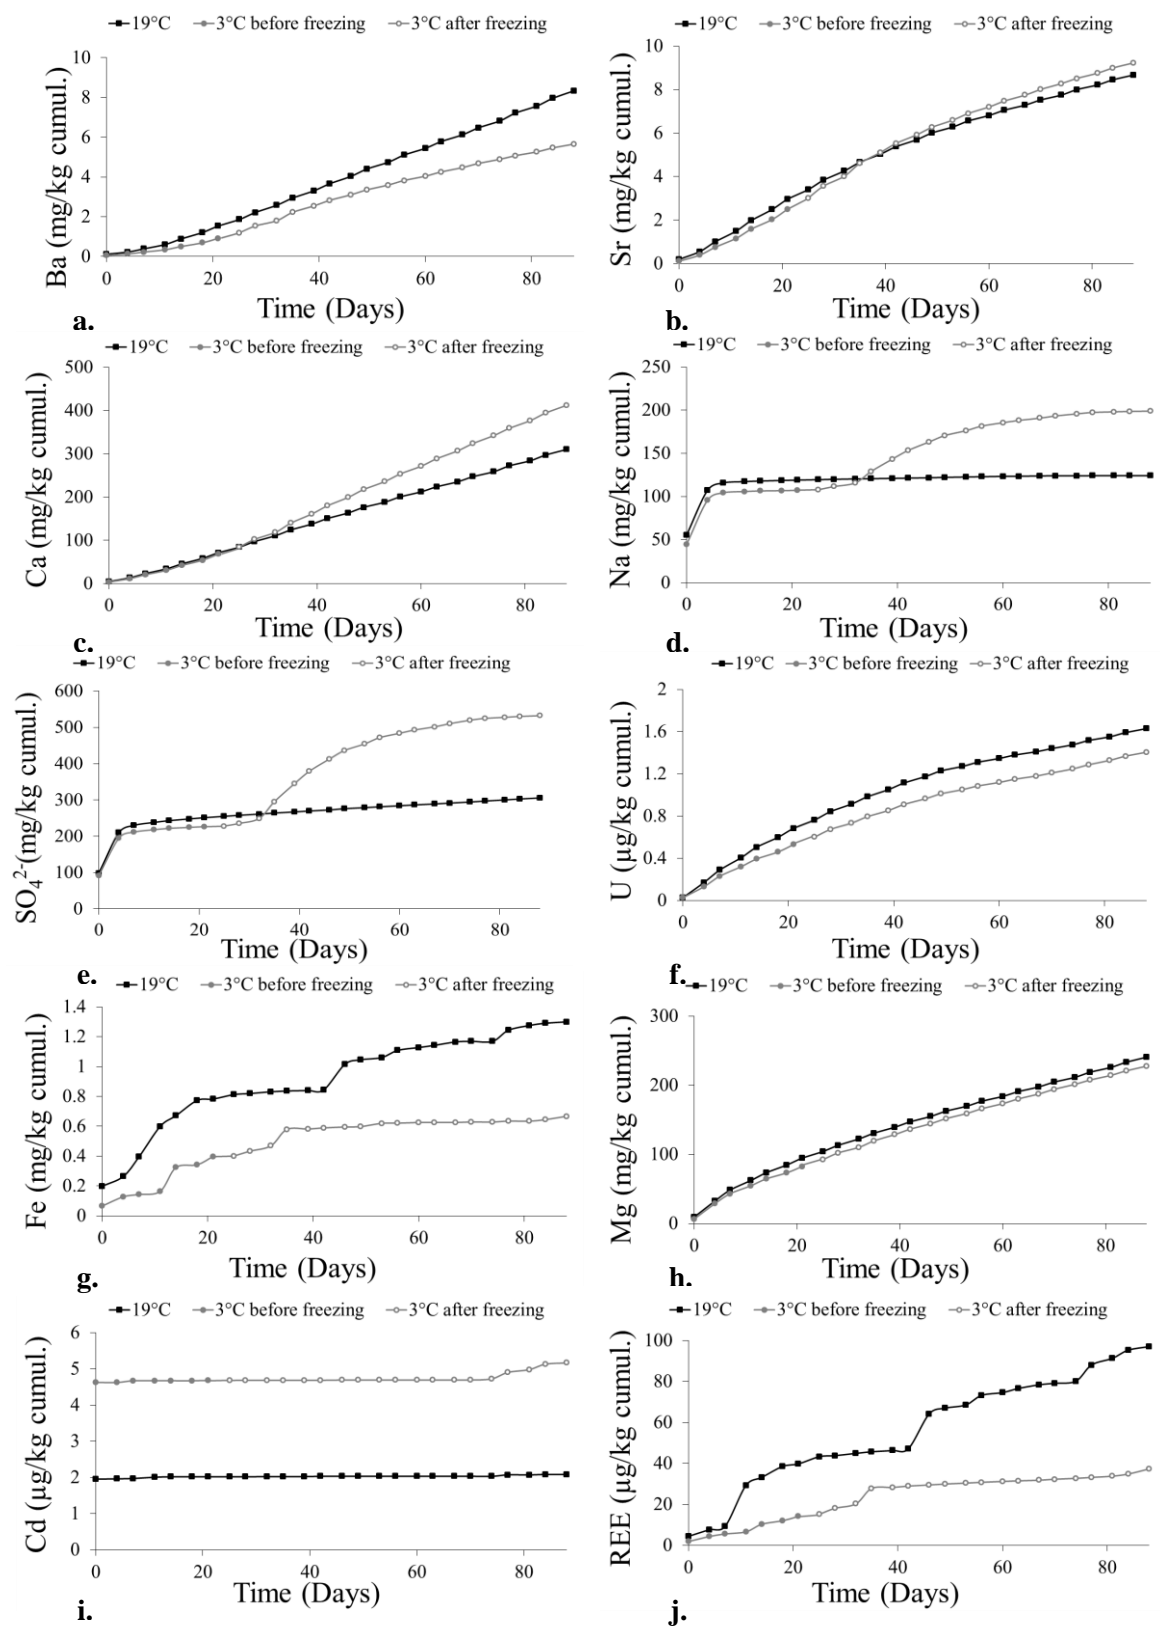 19°C 3°C before freezing 3°C after freezing
Ba (mg/kg cumul.)
10
8
6
4
2
0
0 20 40 60 80
Time (Days)
a.
19°C 3°C before freezing 3°C after freezing
Sr (mg/kg cumul.)
10
8
6
4
2
0
0 20 40 60 80
Time (Days)
b.
19°C 3°C before freezing 3°C after freezing
Ca (mg/kg cumul.)
500
400
300
200
100
0
0 20 40 60 80
Time (Days)
c.
19°C 3°C before freezing 3°C after freezing
Na (mg/kg cumul.)
250
200
150
100
50
0
0 20 40 60 80
Time (Days)
d.
19°C 3°C before freezing 3°C after freezing
SO₄²⁻(mg/kg cumul.)
600
500
400
300
200
100
0
0 20 40 60 80
Time (Days)
e.
19°C 3°C before freezing 3°C after freezing
U (µg/kg cumul.)
2
1.6
1.2
0.8
0.4
0
0 20 40 60 80
Time (Days)
f.
19°C 3°C before freezing 3°C after freezing
Fe (mg/kg cumul.)
1.4
1.2
1
0.8
0.6
0.4
0.2
0
0 20 40 60 80
Time (Days)
g.
19°C 3°C before freezing 3°C after freezing
Mg (mg/kg cumul.)
300
200
100
0
0 20 40 60 80
Time (Days)
h.
19°C 3°C before freezing 3°C after freezing
Cd (µg/kg cumul.)
6
5
4
3
2
1
0
0 20 40 60 80
Time (Days)
i.
19°C 3°C before freezing 3°C after freezing
REE (µg/kg cumul.)
100
80
60
40
20
0
0 20 40 60 80
Time (Days)
j.